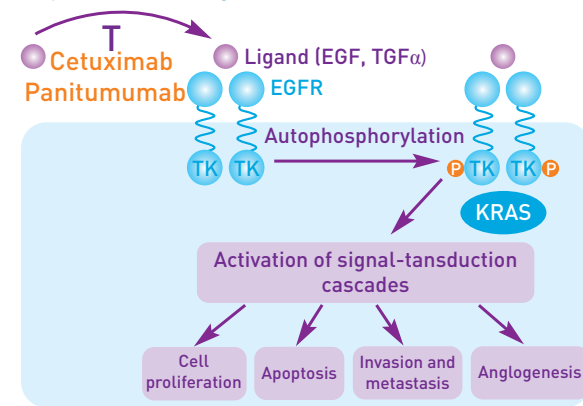 Cetuximab
Panitumumab
Ligand (EGF, TGFα)
EGFR
Autophosphorylation
TK TK
P TK TK P
KRAS
Activation of signal-tansduction
cascades
Cell
proliferation
Apoptosis
Invasion and
metastasis
Anglogenesis